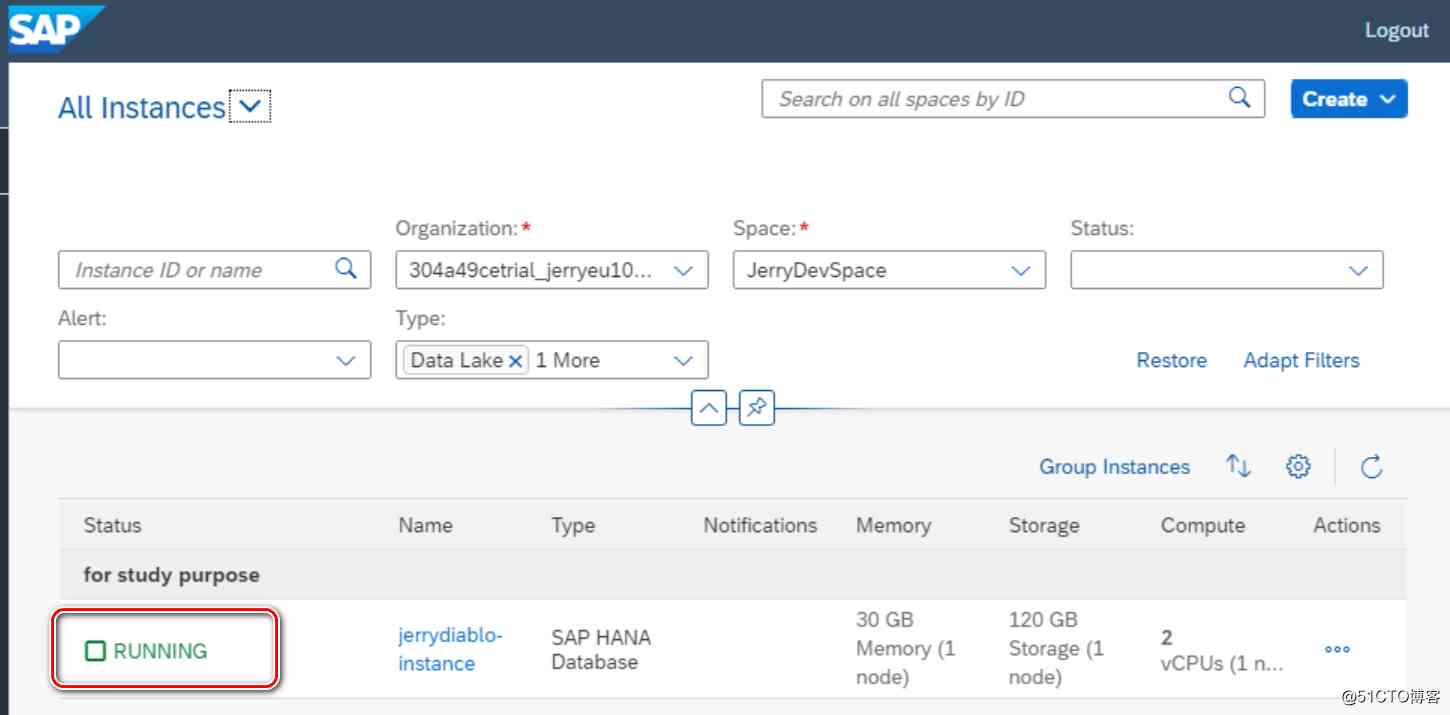 SAP
Logout
All Instances
Search on all spaces by ID
Create
Organization:*
Space:*
Status:
Instance ID or name
304a49cetrial_jerryeu10...
JerryDevSpace
Alert:
Type:
Data Lake
1 More
Restore
Adapt Filters
Group Instances
Status
Name
Type
Notifications
Memory
Storage
Compute
Actions
for study purpose
RUNNING
jerrydiablo-
instance
SAP HANA
Database
30 GB
Memory (1
node)
120 GB
Storage (1
node)
2
vCPUs (1 n...
@51CTO博客